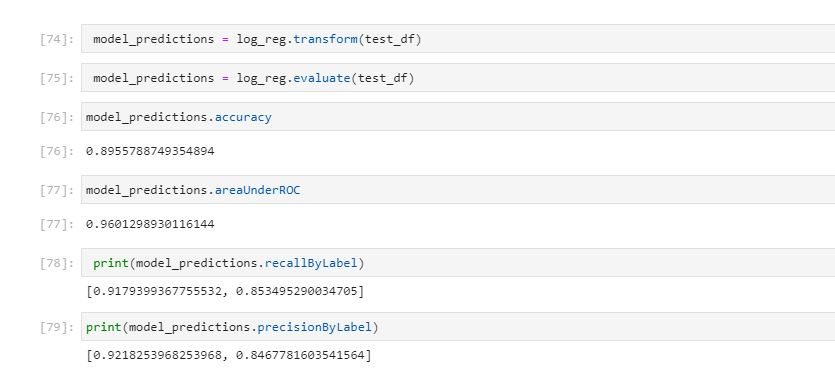 [74]: model_predictions = log_reg.transform(test_df)
[75]: model_predictions = log_reg.evaluate(test_df)
[76]: model_predictions.accuracy
[76]: 0.8955788749354894
[77]: model_predictions.areaUnderROC
[77]: 0.9601298930116144
[78]: print(model_predictions.recallByLabel)
[0.9179399367755532, 0.853495290034705]
[79]: print(model_predictions.precisionByLabel)
[0.9218253968253968, 0.8467781603541564]